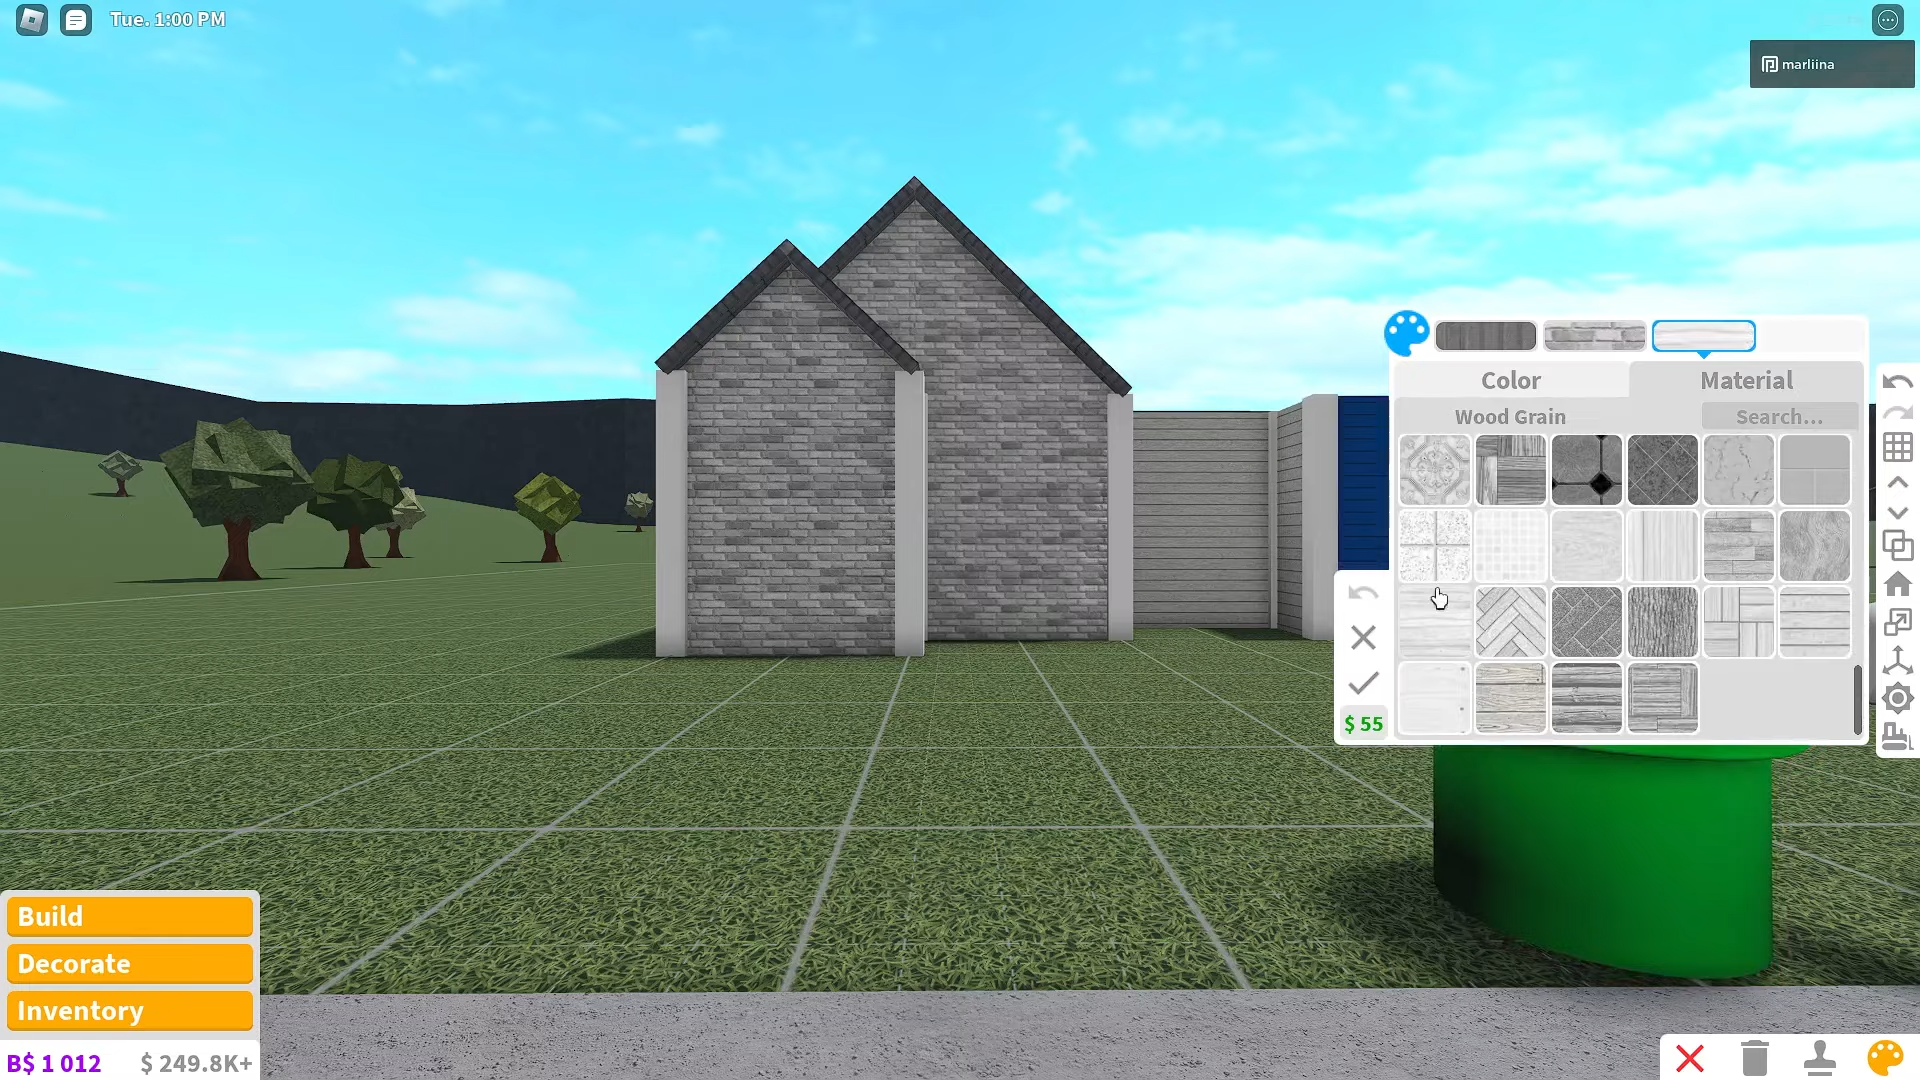 Tue. 1:00 PM
marliina
Color
Material
Wood Grain
Search...
$ 55
Build
Decorate
Inventory
B$ 1 012
$ 249.8K+